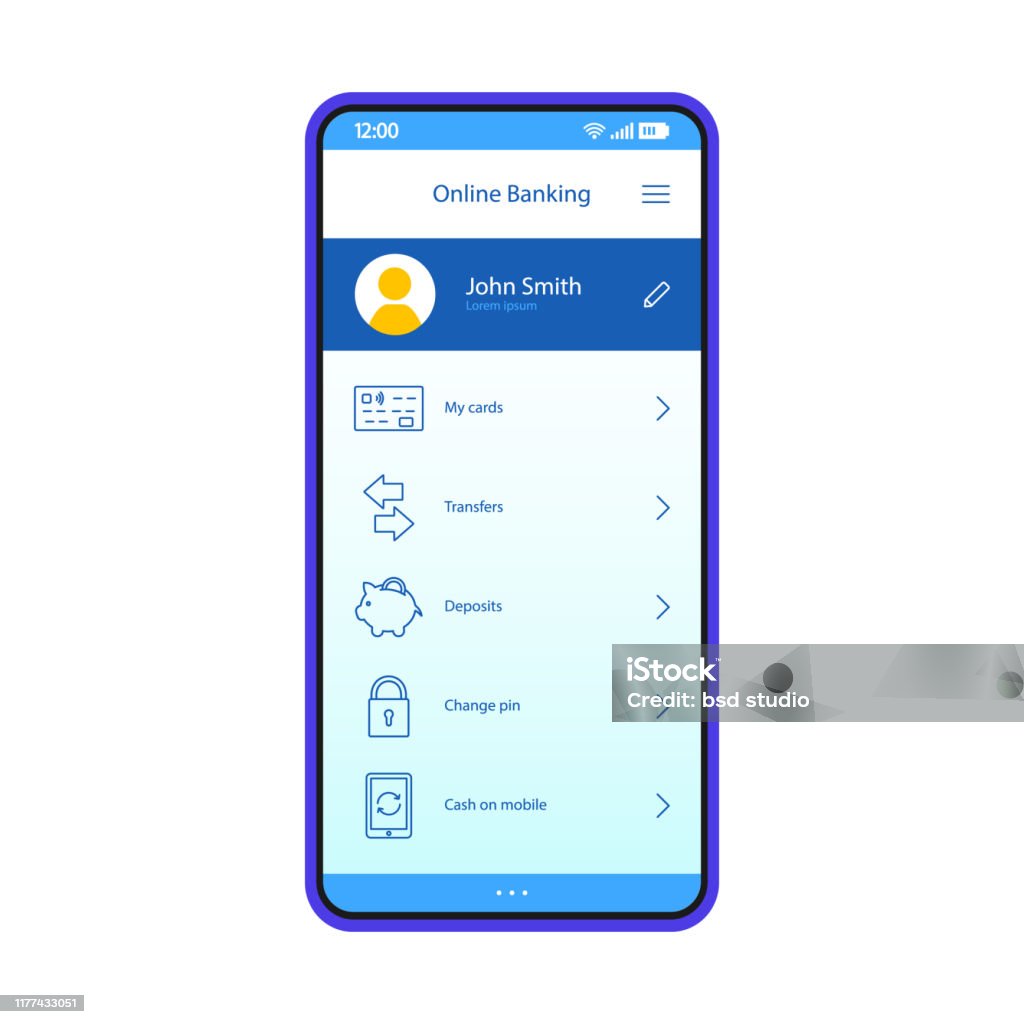 12:00
Online Banking
John Smith
Lorem ipsum
My cards
Transfers
Deposits
iStock™
Credit: bsd studio
Change pin
Cash on mobile
1177433051